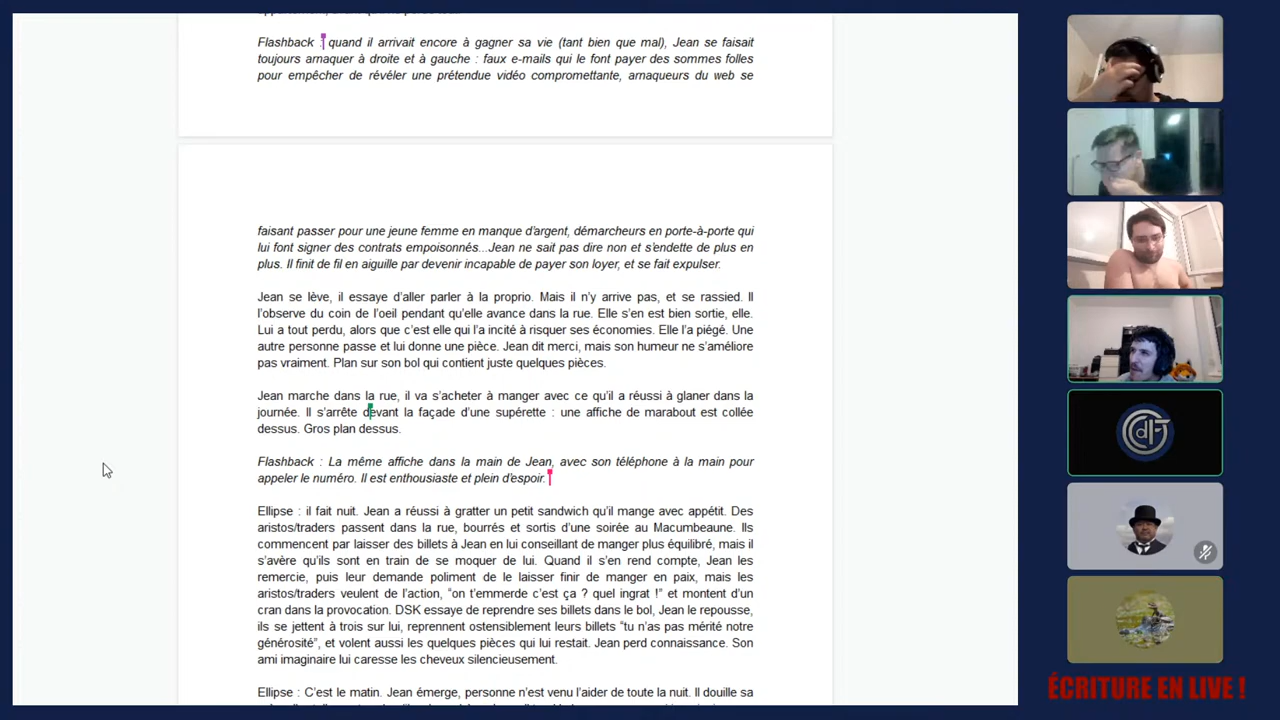 Flashback : quand il arrivait encore à gagner sa vie (tant bien que mal), Jean se faisait
toujours arnaquer à droite et à gauche : faux e-mails qui le font payer des sommes folles
pour empêcher de révéler une prétendue vidéo compromettante, arnaqueurs du web se
faisant passer pour une jeune femme en manque d'argent, démarcheurs en porte-à-porte qui
lui font signer des contrats empoisonnés...Jean ne sait pas dire non et s'endette de plus en
plus. Il finit de fil en aiguille par devenir incapable de payer son loyer, et se fait expulser.
Jean se lève, il essaye d'aller parler à la proprio. Mais il n'y arrive pas, et se rassied. Il
l'observe du coin de l'oeil pendant qu'elle avance dans la rue. Elle s'en est bien sortie, elle.
Lui a tout perdu, alors que c'est elle qui l'a incité à risquer ses économies. Elle l'a piégé. Une
autre personne passe et lui donne une pièce. Jean dit merci, mais son humeur ne s'améliore
pas vraiment. Plan sur son bol qui contient juste quelques pièces.
Jean marche dans la rue, il va s'acheter à manger avec ce qu'il a réussi à glaner dans la
journée. Il s'arrête devant la façade d'une supérette : une affiche de marabout est collée
dessus. Gros plan dessus.
Flashback : La même affiche dans la main de Jean, avec son téléphone à la main pour
appeler le numéro. Il est enthousiaste et plein d'espoir.
Ellipse : il fait nuit. Jean a réussi à gratter un petit sandwich qu'il mange avec appétit. Des
aristos/traders passent dans la rue, bourrés et sortis d'une soirée au Macumbeaune. Ils
commencent par laisser des billets à Jean en lui conseillant de manger plus équilibré, mais il
s'avère qu'ils sont en train de se moquer de lui. Quand il s'en rend compte, Jean les
remercie, puis leur demande poliment de le laisser finir de manger en paix, mais les
aristos/traders veulent de l'action, “on t'emmerde c'est ça ? quel ingrat !” et montent d'un
cran dans la provocation. DSK essaye de reprendre ses billets dans le bol, Jean le repousse,
ils se jettent à trois sur lui, reprennent ostensiblement leurs billets “tu n'as pas mérité notre
générosité”, et volent aussi les quelques pièces qui lui restait. Jean perd connaissance. Son
ami imaginaire lui caresse les cheveux silencieusement.
Ellipse : C'est le matin. Jean émerge, personne n'est venu l'aider de toute la nuit. Il douille sa
CdF
ÉCRITURE EN LIVE !